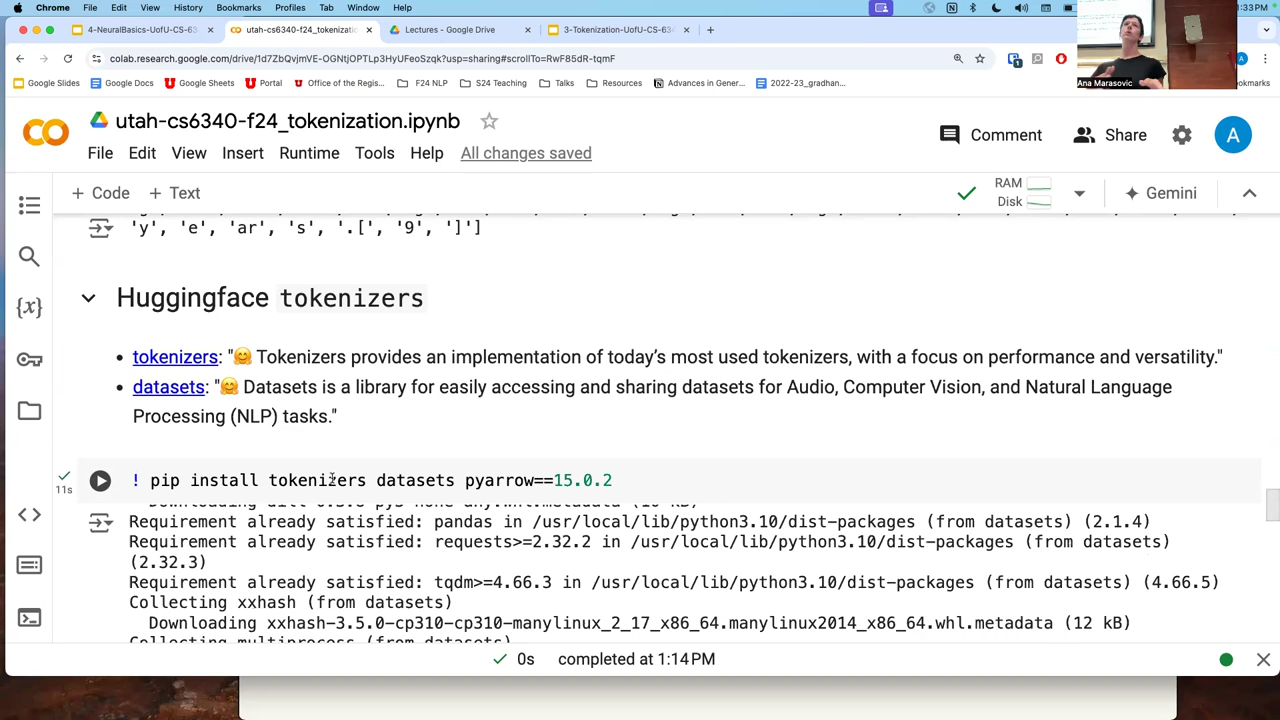 Chrome File Edit View History Bookmarks Profiles Tab Window Help
1:33 PM
4-NeuralBasics-UofU-CS-63
utah-cs6340-f24_tokenization
Lectures - Google Drive
3-Tokenization-UofU-CS-634
colab.research.google.com/drive/1d7ZbQvjmVE-OGNtjOPTLp3HyUFeoSzqk?usp=sharing#scrollTo=RwF85dR-tqmF
Google Slides Google Docs Google Sheets Portal Office of the Regis... F24 NLP S24 Teaching Talks Resources Advances in Gener... 2022-23_gradhan...
Ana Marasovic
utah-cs6340-f24_tokenization.ipynb
Comment Share A
File Edit View Insert Runtime Tools Help All changes saved
+ Code + Text
RAM
Disk
Gemini
'y', 'e', 'ar', 's', '.[', '9', ']']
Huggingface tokenizers
• tokenizers: "🤗 Tokenizers provides an implementation of today's most used tokenizers, with a focus on performance and versatility."
• datasets: "🤗 Datasets is a library for easily accessing and sharing datasets for Audio, Computer Vision, and Natural Language
Processing (NLP) tasks."
! pip install tokenizers datasets pyarrow==15.0.2
11s
Requirement already satisfied: pandas in /usr/local/lib/python3.10/dist-packages (from datasets) (2.1.4)
Requirement already satisfied: requests>=2.32.2 in /usr/local/lib/python3.10/dist-packages (from datasets)
(2.32.3)
Requirement already satisfied: tqdm>=4.66.3 in /usr/local/lib/python3.10/dist-packages (from datasets) (4.66.5)
Collecting xxhash (from datasets)
Downloading xxhash-3.5.0-cp310-cp310-manylinux_2_17_x86_64.manylinux2014_x86_64.whl.metadata (12 kB)
Collecting multiprocess (from datasets)
0s completed at 1:14 PM